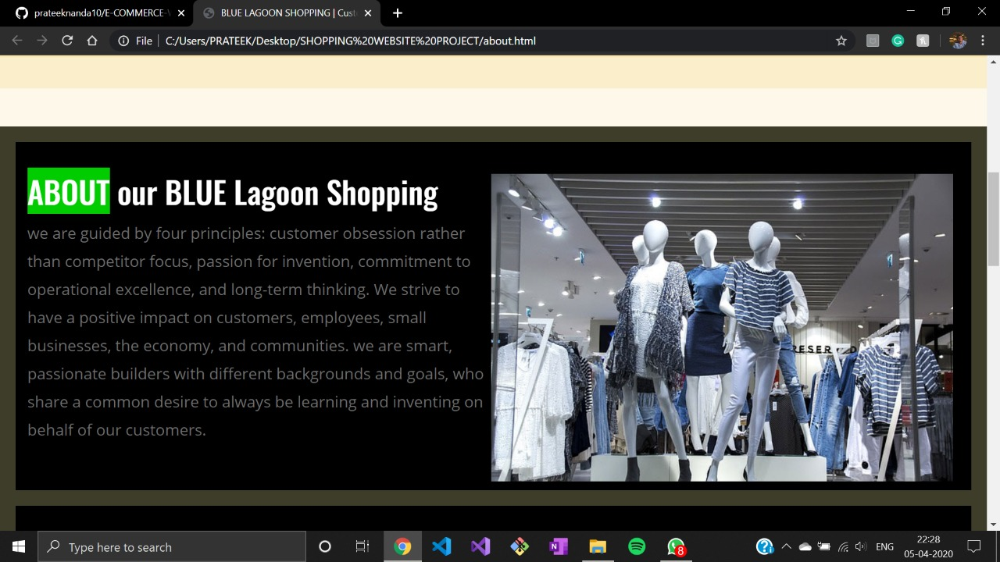 prateeknanda10/E-COMMERCE-
BLUE LAGOON SHOPPING | Cust
File
C:/Users/PRATEEK/Desktop/SHOPPING%20WEBSITE%20PROJECT/about.html
ABOUT our BLUE Lagoon Shopping
we are guided by four principles: customer obsession rather
than competitor focus, passion for invention, commitment to
operational excellence, and long-term thinking. We strive to
have a positive impact on customers, employees, small
businesses, the economy, and communities. we are smart,
passionate builders with different backgrounds and goals, who
share a common desire to always be learning and inventing on
behalf of our customers.
RESER
Type here to search
8
ENG
22:28
05-04-2020